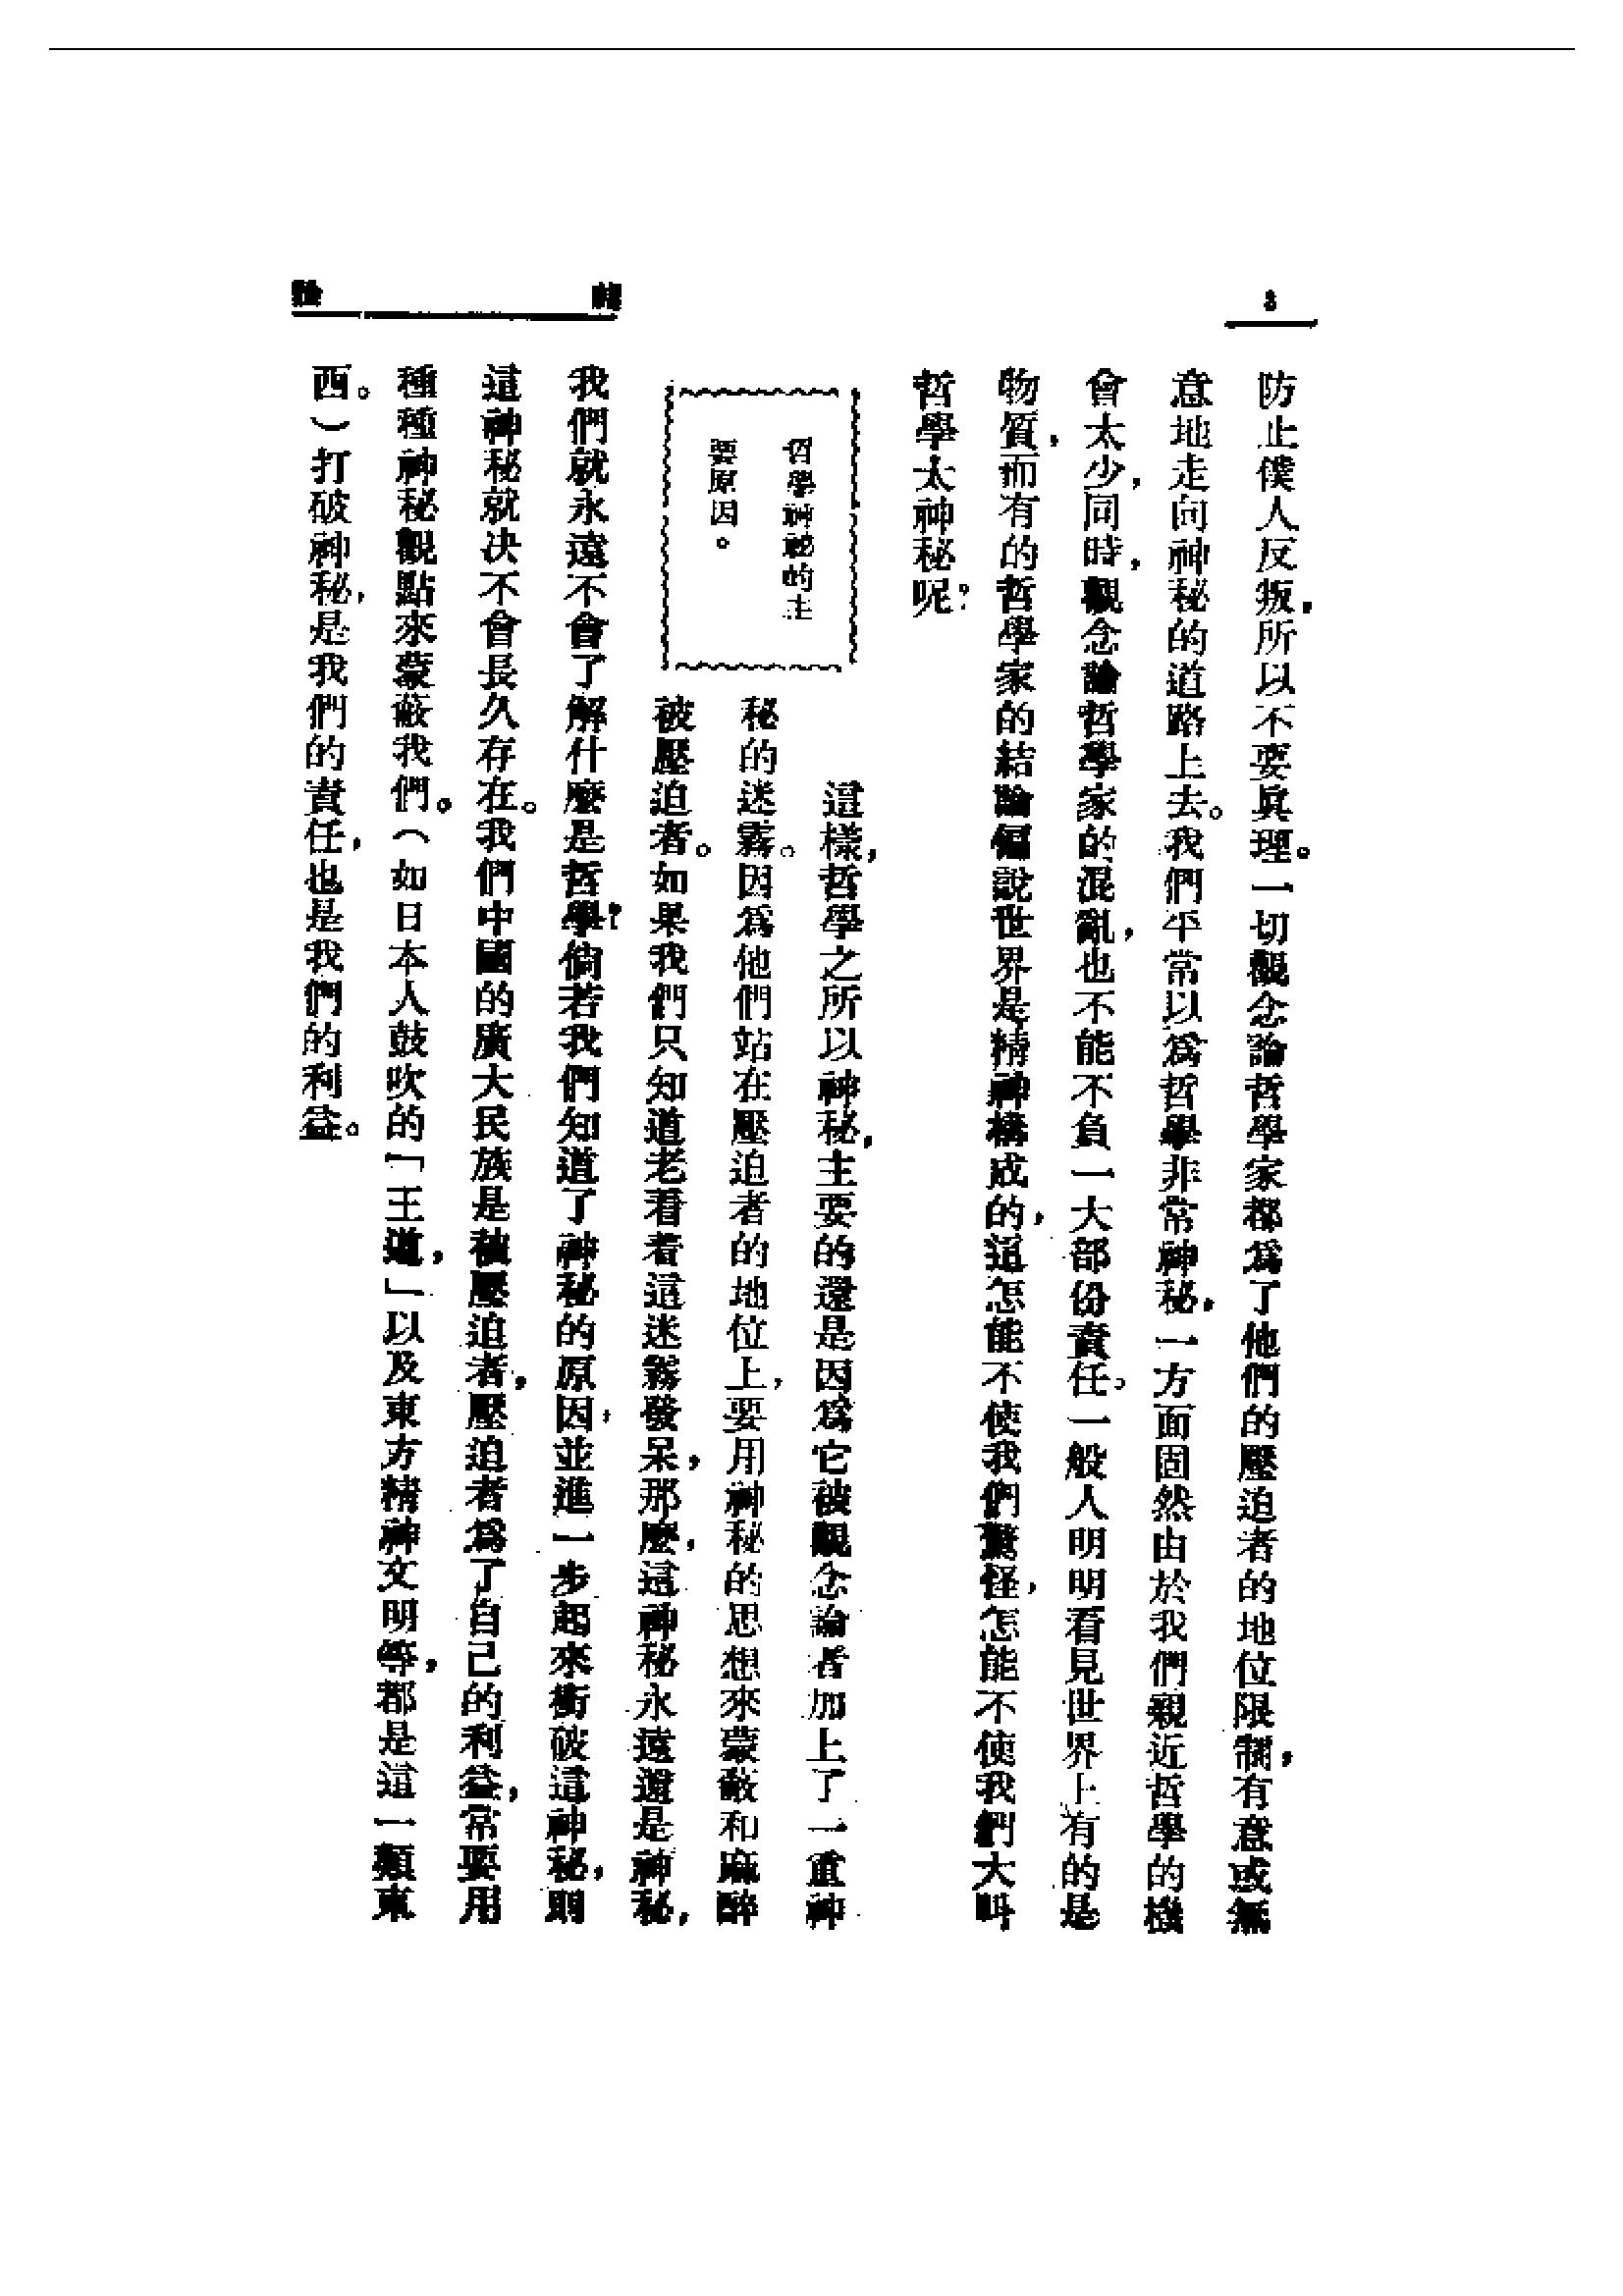 緒論
防止僕人反叛，所以不要眞理。一切觀念論哲學家都爲了他們的壓迫者的地位限制，有意或無
意地走向神秘的道路上去。我們平常以爲哲學非常神秘，一方面固然由於我們親近哲學的機
會太少，同時，觀念論哲學家的混亂，也不能不負一大部份責任。一般人明明看見世界上有的是
物質，而有的哲學家的結論偏說世界是精神構成的，這怎能不使我們驚怪，怎能不使我們大叫
哲學太神秘呢？
哲學神秘的主
要原因。
這樣，哲學之所以神秘，主要的還是因爲它被觀念論者加上了一重神
秘的迷霧。因爲他們站在壓迫者的地位上，要用神秘的思想來蒙蔽和麻醉
被壓迫者。如果我們只知道老看着這迷霧發呆，那麼，這神秘永遠還是神秘，
我們就永遠不會了解什麼是哲學？倘若我們知道了神秘的原因，並進一步起來衝破這神秘，則
這神秘就決不會長久存在。我們中國的廣大民族是被壓迫者，壓迫者爲了自己的利益，常要用
種種神秘觀點來蒙蔽我們。（如日本人鼓吹的「王道，」以及東方精神文明等，都是這一類東
西。）打破神秘，是我們的責任，也是我們的利益。